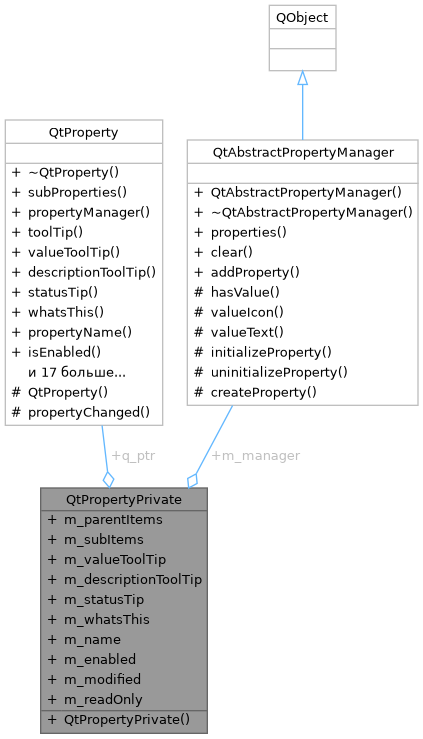 QObject
QtProperty
+ ~QtProperty()
+ subProperties()
+ propertyManager()
+ toolTip()
+ valueToolTip()
+ descriptionToolTip()
+ statusTip()
+ whatsThis()
+ propertyName()
+ isEnabled()
и 17 больше...
# QtProperty()
# propertyChanged()
QtAbstractPropertyManager
+ QtAbstractPropertyManager()
+ ~QtAbstractPropertyManager()
+ properties()
+ clear()
+ addProperty()
# hasValue()
# valueIcon()
# valueText()
# initializeProperty()
# uninitializeProperty()
# createProperty()
+q_ptr
+m_manager
QtPropertyPrivate
+ m_parentItems
+ m_subItems
+ m_valueToolTip
+ m_descriptionToolTip
+ m_statusTip
+ m_whatsThis
+ m_name
+ m_enabled
+ m_modified
+ m_readOnly
+ QtPropertyPrivate()